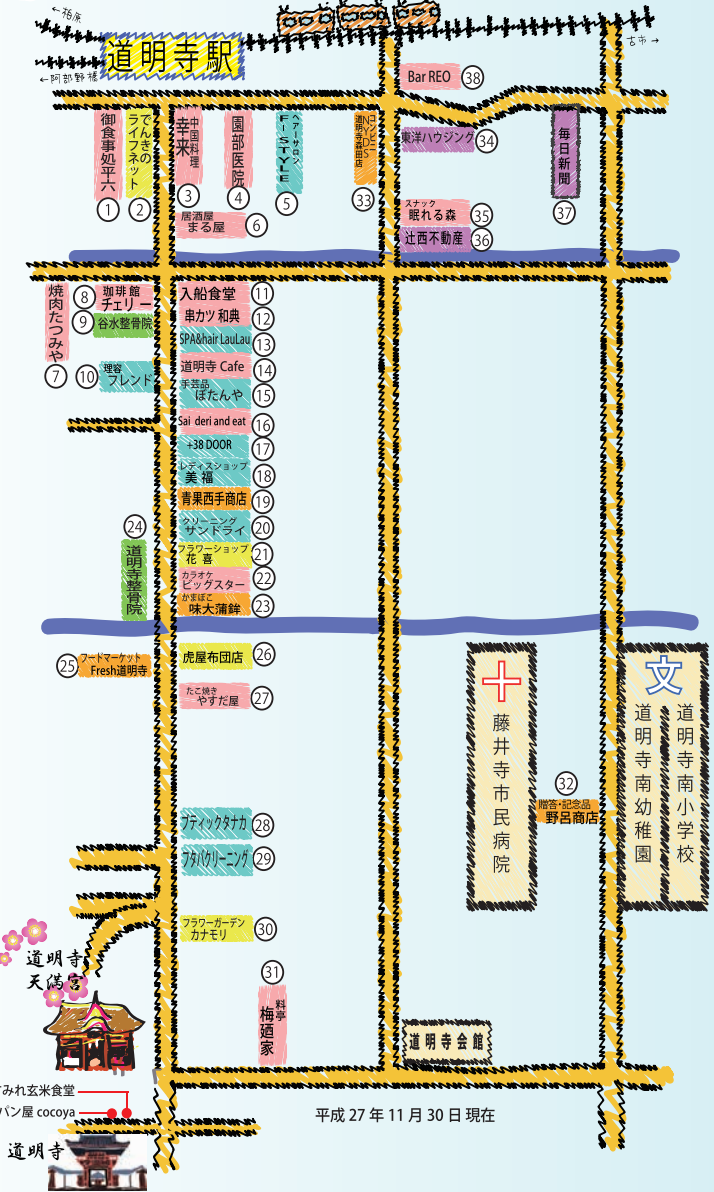 ←柏原
←阿部野橋
道明寺駅
古市→
Bar REO
38
御食事処平六
1
でんきの
ライフネット
2
中国料理
幸来
3
園部医院
4
ヘアーサロン
F-STYLE
5
居酒屋
まる屋
6
コンビニ
NYDS
道明寺森田店
33
東洋ハウジング
34
スナック
眠れる森
35
辻西不動産
36
毎日新聞
37
焼肉たつみや
7
8
珈琲館
チェリー
9
谷水整骨院
10
理容
フレンド
入船食堂
11
串カツ 和典
12
SPA&hair LauLau
13
道明寺 Cafe
14
手芸品
ぼたんや
15
Sai deri and eat
16
+38 DOOR
17
レディスショップ
美福
18
青果西手商店
19
クリーニング
サンドライ
20
フラワーショップ
花喜
21
カラオケ
ビッグスター
22
かまぼこ
味大蒲鉾
23
24
道明寺整骨院
25
フードマーケット
Fresh道明寺
虎屋布団店
26
たこ焼き
やすだ屋
27
ブティックタナカ
28
フタバクリーニング
29
フラワーガーデン
カナモリ
30
31
料亭
梅廼家
藤井寺市民病院
32
贈答・記念品
野呂商店
文
道明寺南小学校
道明寺南幼稚園
道明寺
天満宮
道明寺会館
みれ玄米食堂
パン屋 cocoya
道明寺
平成 27 年 11 月 30 日 現在